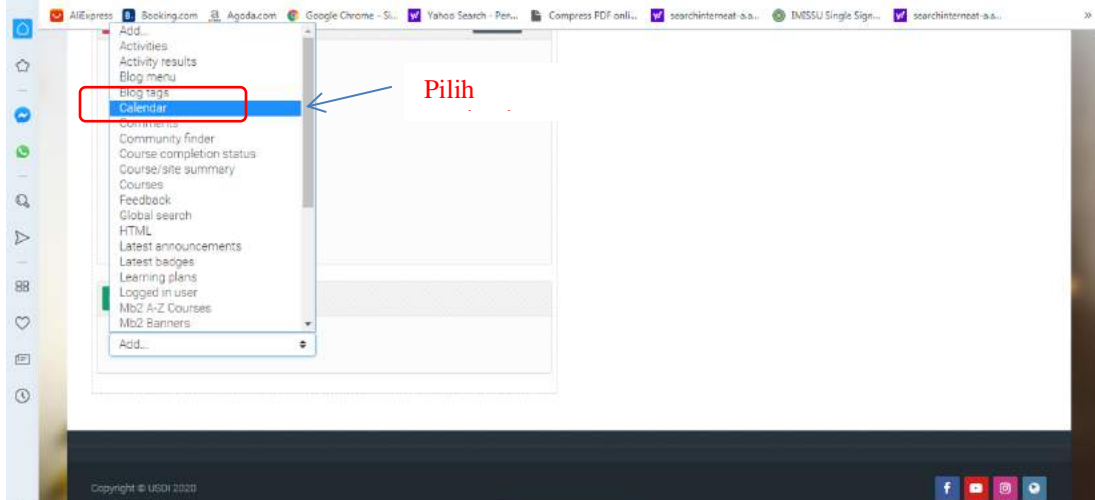 AliExpress Booking.com Agoda.com Google Chrome - Si... Yahoo Search - Per... Compress PDF onli... searchinterneat-a.a... IMISSU Single Sign... searchinterneat-a.a... »
Add...
Activities
Activity results
Blog menu
Blog tags
Calendar
Comments
Community finder
Course completion status
Course/site summary
Courses
Feedback
Global search
HTML
Latest announcements
Latest badges
Learning plans
Logged in user
Mb2 A-Z Courses
Mb2 Banners
Add...
Pilih
Copyright © USDI 2020